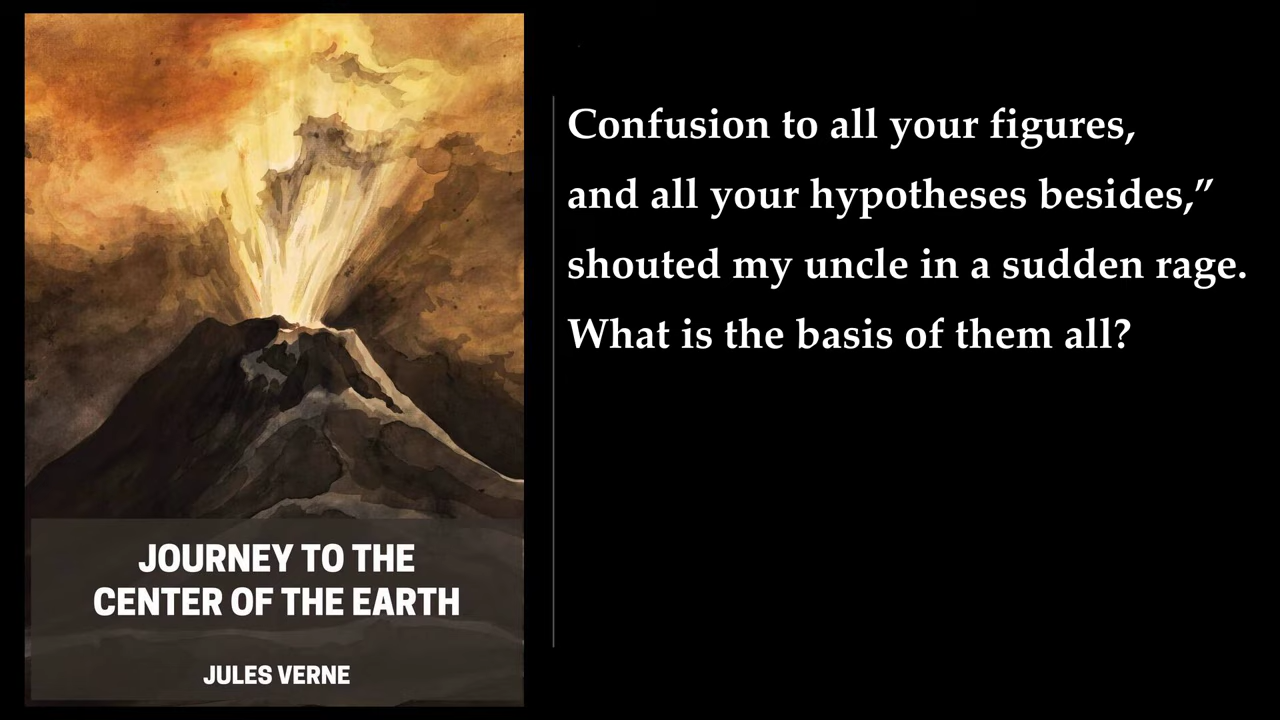 Confusion to all your figures,
and all your hypotheses besides,”
shouted my uncle in a sudden rage.
What is the basis of them all?
JOURNEY TO THE
CENTER OF THE EARTH
JULES VERNE